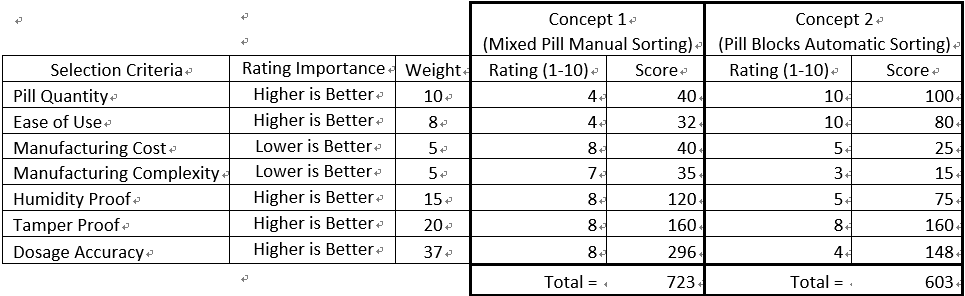 Concept 1 Concept 2
(Mixed Pill Manual Sorting) (Pill Blocks Automatic Sorting)
Selection Criteria Rating Importance Weight Rating (1-10) Score Rating (1-10) Score
Pill Quantity Higher is Better 10 4 40 10 100
Ease of Use Higher is Better 8 4 32 10 80
Manufacturing Cost Lower is Better 5 8 40 5 25
Manufacturing Complexity Lower is Better 5 7 35 3 15
Humidity Proof Higher is Better 15 8 120 5 75
Tamper Proof Higher is Better 20 8 160 8 160
Dosage Accuracy Higher is Better 37 8 296 4 148
Total = 723 Total = 603